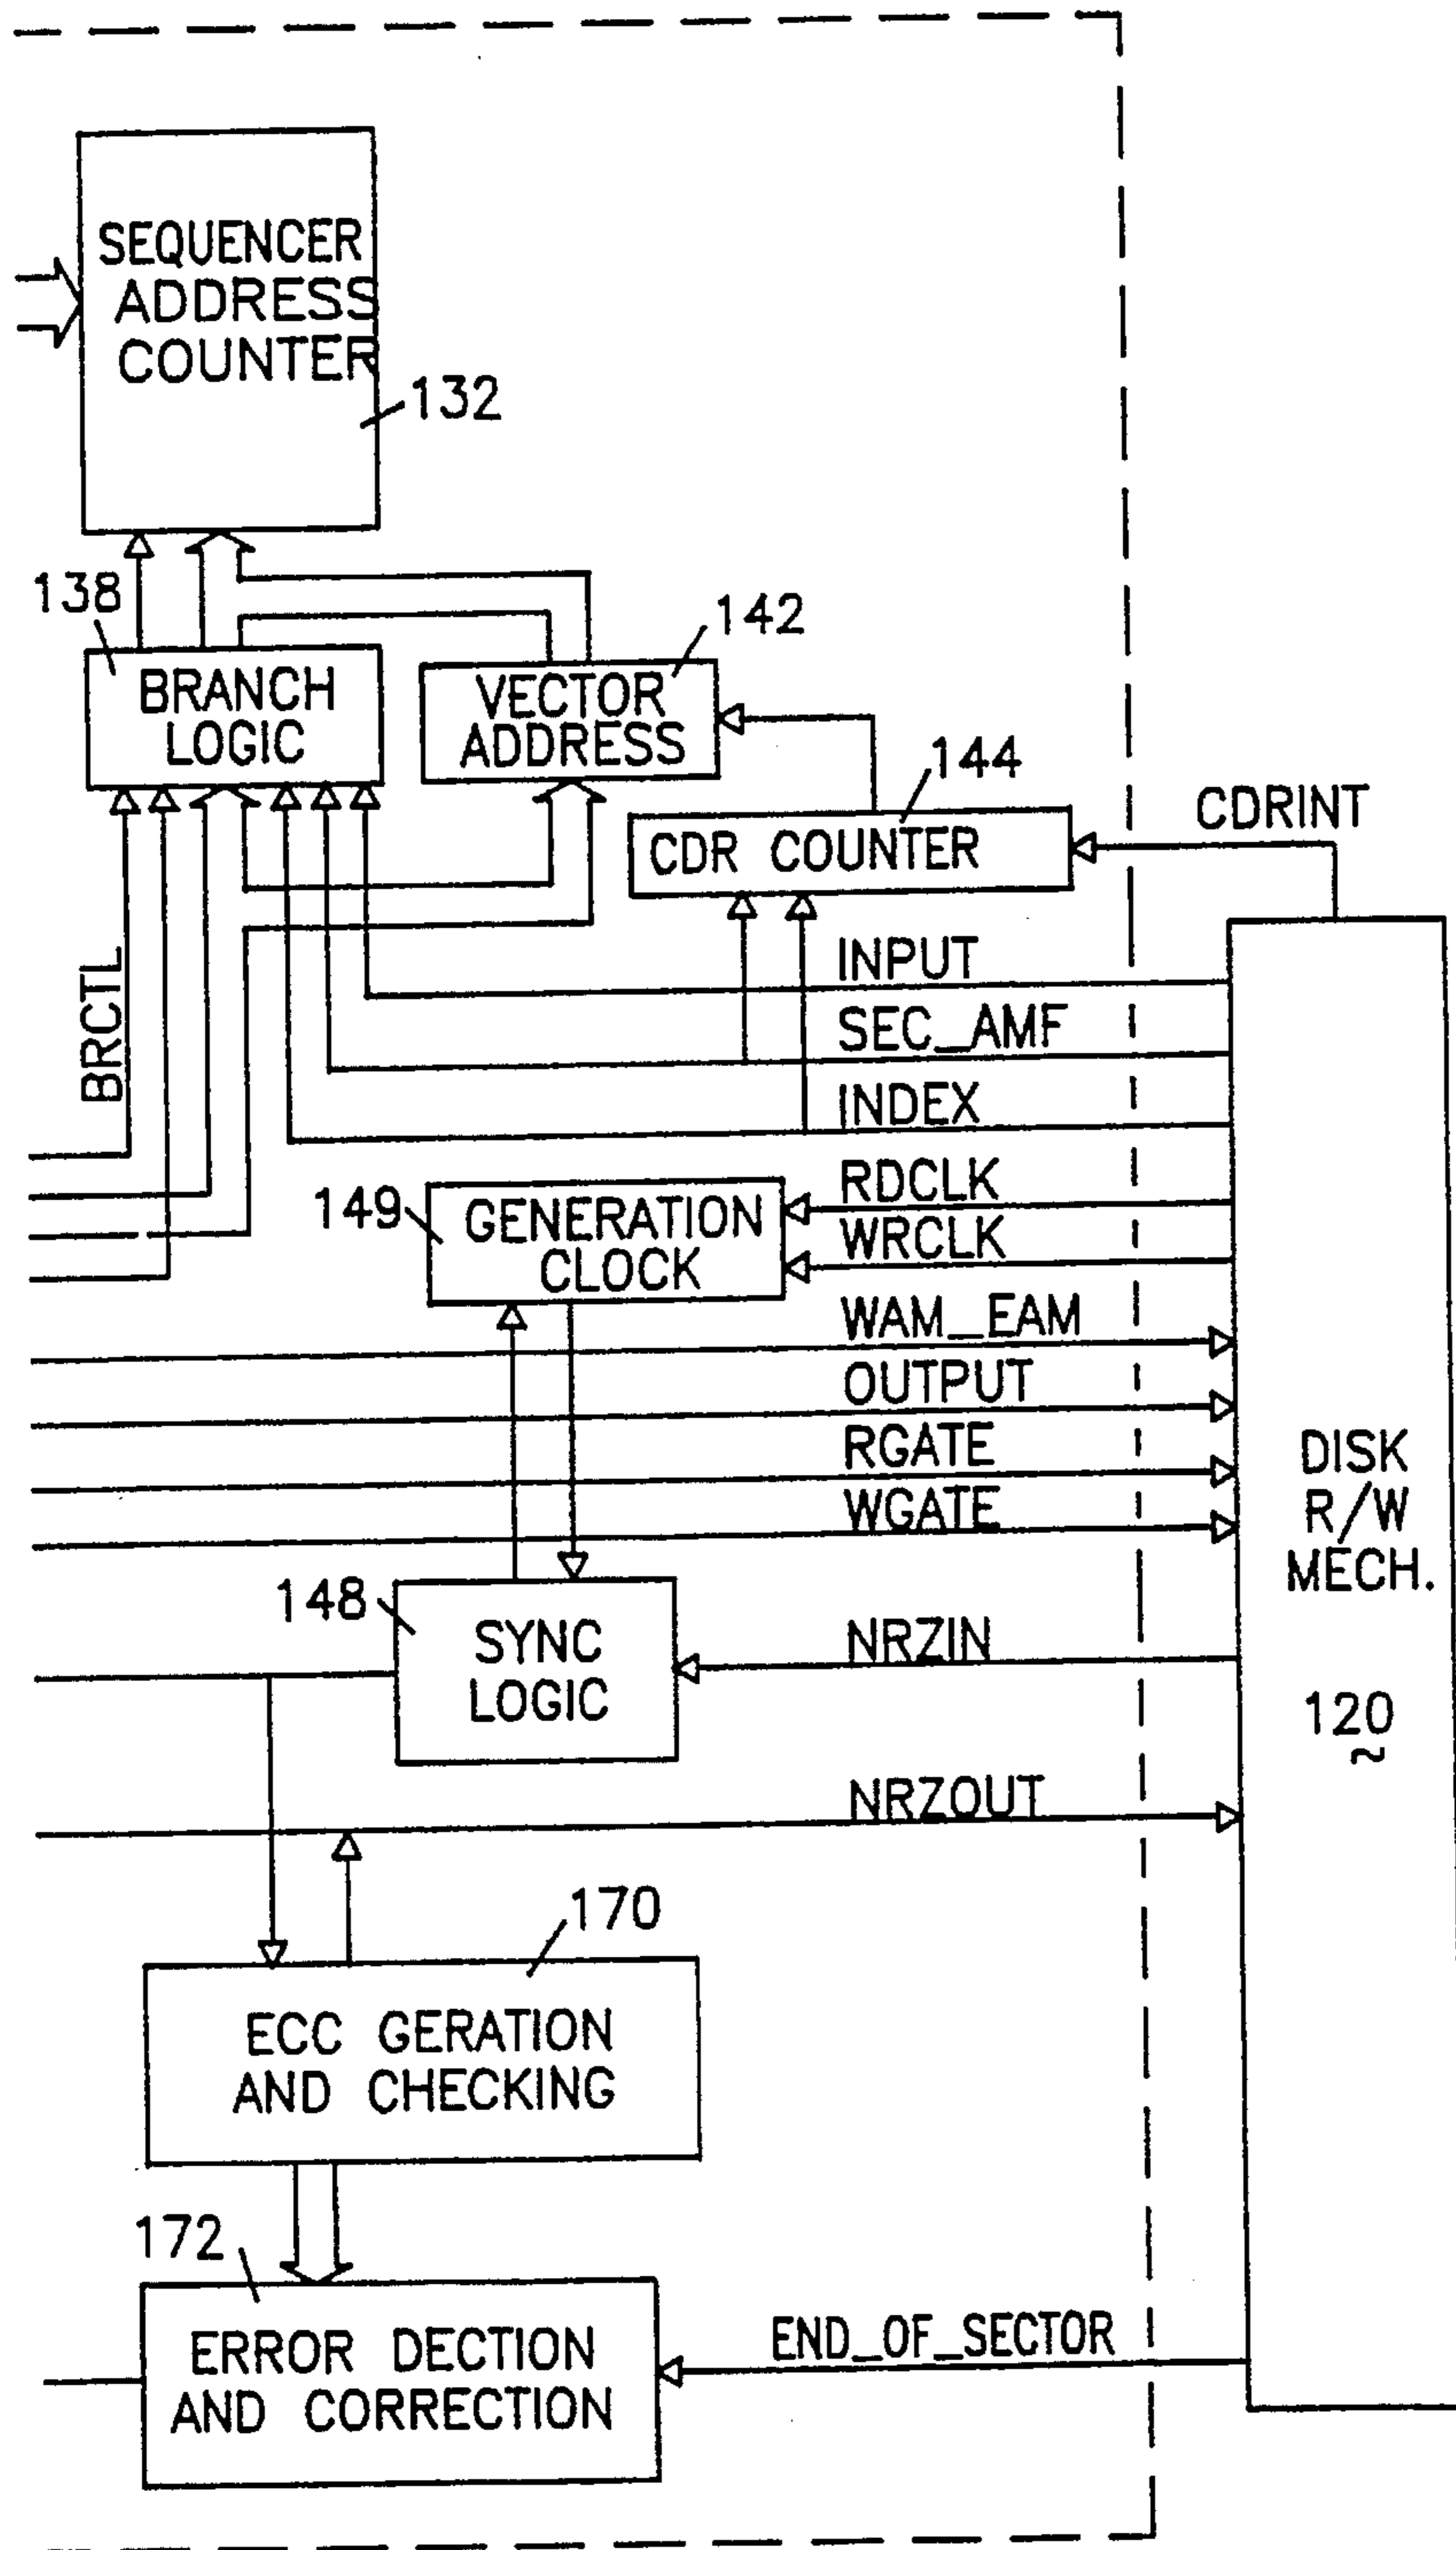 SEQUENCER
ADDRESS
COUNTER
132
138
BRANCH
LOGIC
142
VECTOR
ADDRESS
144
CDR COUNTER
CDRINT
BRCTL
INPUT
SEC_AMF
INDEX
149
GENERATION
CLOCK
RDCLK
WRCLK
WAM_EAM
OUTPUT
RGATE
WGATE
DISK
R/W
MECH.
120
148
SYNC
LOGIC
NRZIN
NRZOUT
170
ECC GERATION
AND CHECKING
172
ERROR DECTION
AND CORRECTION
END_OF_SECTOR